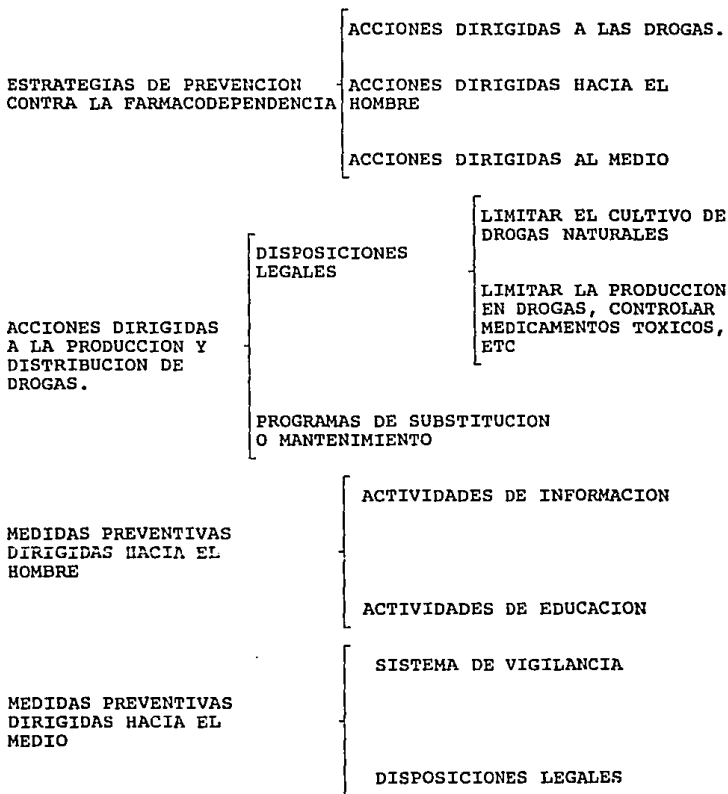 ESTRATEGIAS DE PREVENCION
CONTRA LA FARMACODEPENDENCIA
ACCIONES DIRIGIDAS A LAS DROGAS.
ACCIONES DIRIGIDAS HACIA EL
HOMBRE
ACCIONES DIRIGIDAS AL MEDIO
ACCIONES DIRIGIDAS
A LA PRODUCCION Y
DISTRIBUCION DE
DROGAS.
DISPOSICIONES
LEGALES
LIMITAR EL CULTIVO DE
DROGAS NATURALES
LIMITAR LA PRODUCCION
EN DROGAS, CONTROLAR
MEDICAMENTOS TOXICOS,
ETC
PROGRAMAS DE SUBSTITUCION
O MANTENIMIENTO
MEDIDAS PREVENTIVAS
DIRIGIDAS HACIA EL
HOMBRE
ACTIVIDADES DE INFORMACION
ACTIVIDADES DE EDUCACION
MEDIDAS PREVENTIVAS
DIRIGIDAS HACIA EL
MEDIO
SISTEMA DE VIGILANCIA
DISPOSICIONES LEGALES